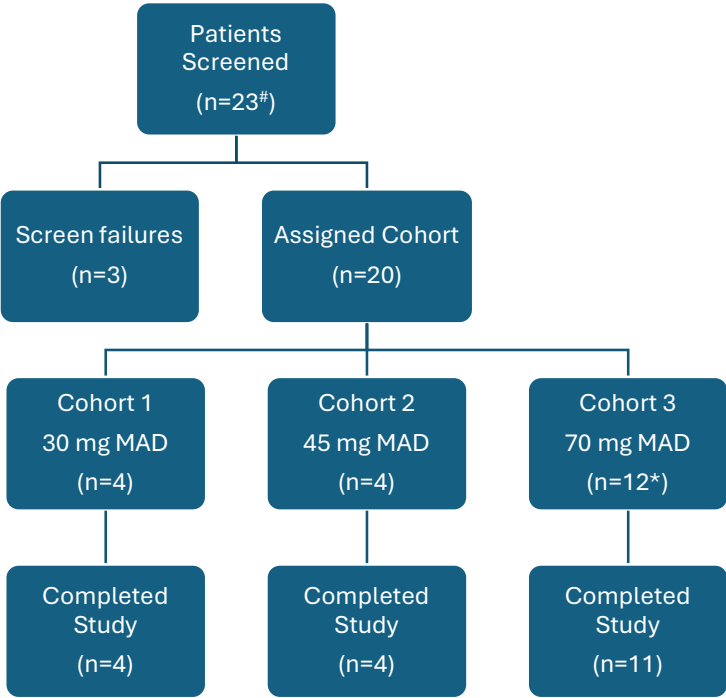 Patients
Screened
(n=23#)
Screen failures
(n=3)
Assigned Cohort
(n=20)
Cohort 1
30 mg MAD
(n=4)
Cohort 2
45 mg MAD
(n=4)
Cohort 3
70 mg MAD
(n=12*)
Completed
Study
(n=4)
Completed
Study
(n=4)
Completed
Study
(n=11)